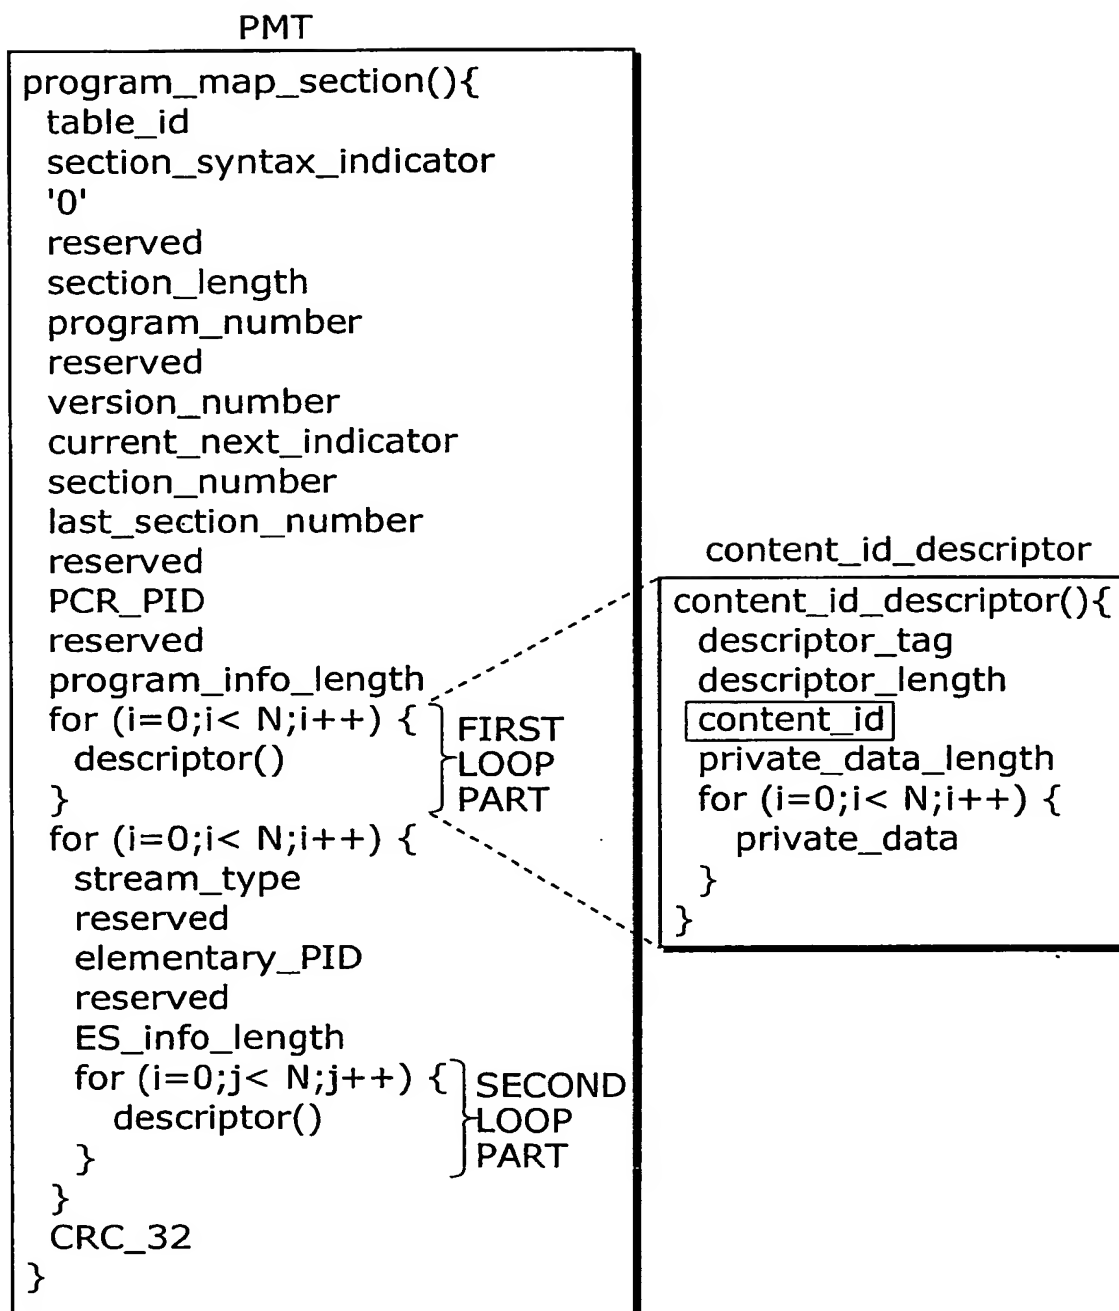 PMT
program_map_section(){
table_id
section_syntax_indicator
'0'
reserved
section_length
program_number
reserved
version_number
current_next_indicator
section_number
last_section_number
reserved
PCR_PID
reserved
program_info_length
for (i=0;i< N;i++) {
descriptor()
}
FIRST
LOOP
PART
for (i=0;i< N;i++) {
stream_type
reserved
elementary_PID
reserved
ES_info_length
for (i=0;j< N;j++) {
descriptor()
}
SECOND
LOOP
PART
}
CRC_32
}
content_id_descriptor
content_id_descriptor(){
descriptor_tag
descriptor_length
content_id
private_data_length
for (i=0;i< N;i++) {
private_data
}
}